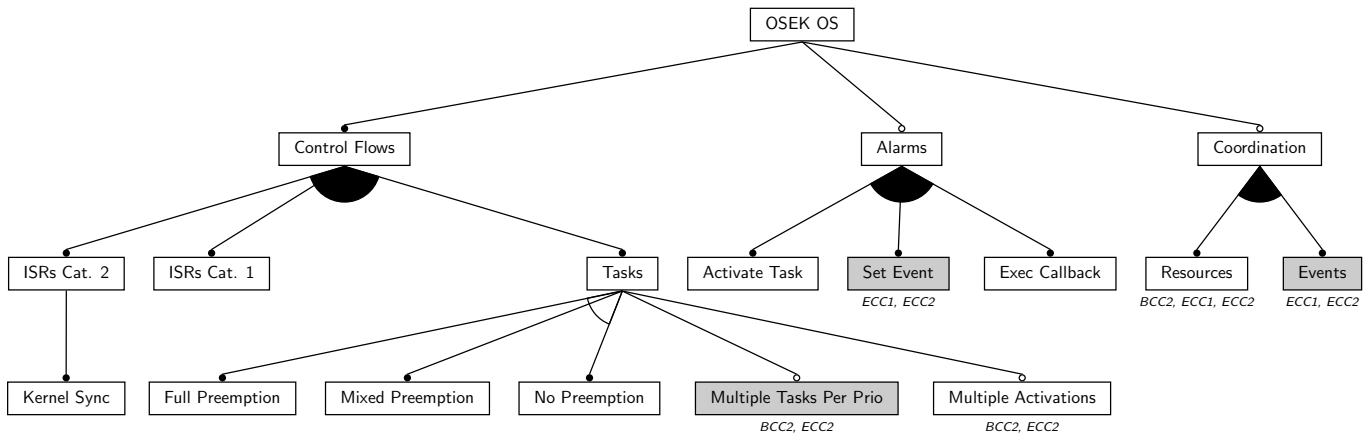 OSEK OS
Control Flows
Alarms
Coordination
ISRs Cat. 2
ISRs Cat. 1
Tasks
Activate Task
Set Event
Exec Callback
Resources
Events
ECC1, ECC2
BCC2, ECC1, ECC2
ECC1, ECC2
Kernel Sync
Full Preemption
Mixed Preemption
No Preemption
Multiple Tasks Per Prio
Multiple Activations
BCC2, ECC2
BCC2, ECC2